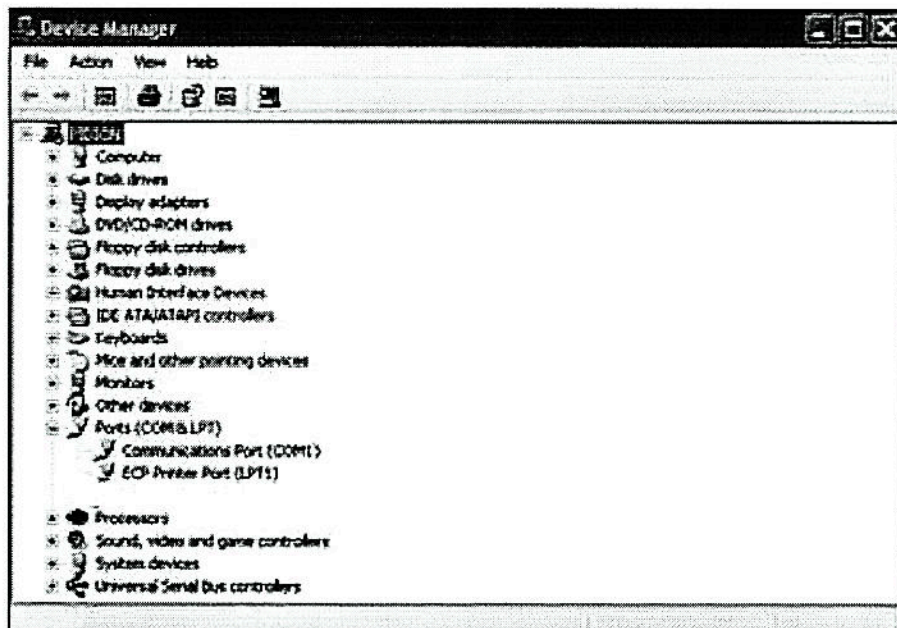 Device Manager
File Action View Help
Computer
Disk drives
Display adapters
DVD/CD-ROM drives
Floppy disk controllers
Floppy disk drives
Human Interface Devices
IDE ATA/ATAPI controllers
Keyboards
Mice and other pointing devices
Monitors
Other devices
Ports (COM & LPT)
Communications Port (COM1)
ECP Printer Port (LPT1)
Processors
Sound, video and game controllers
System devices
Universal Serial Bus controllers